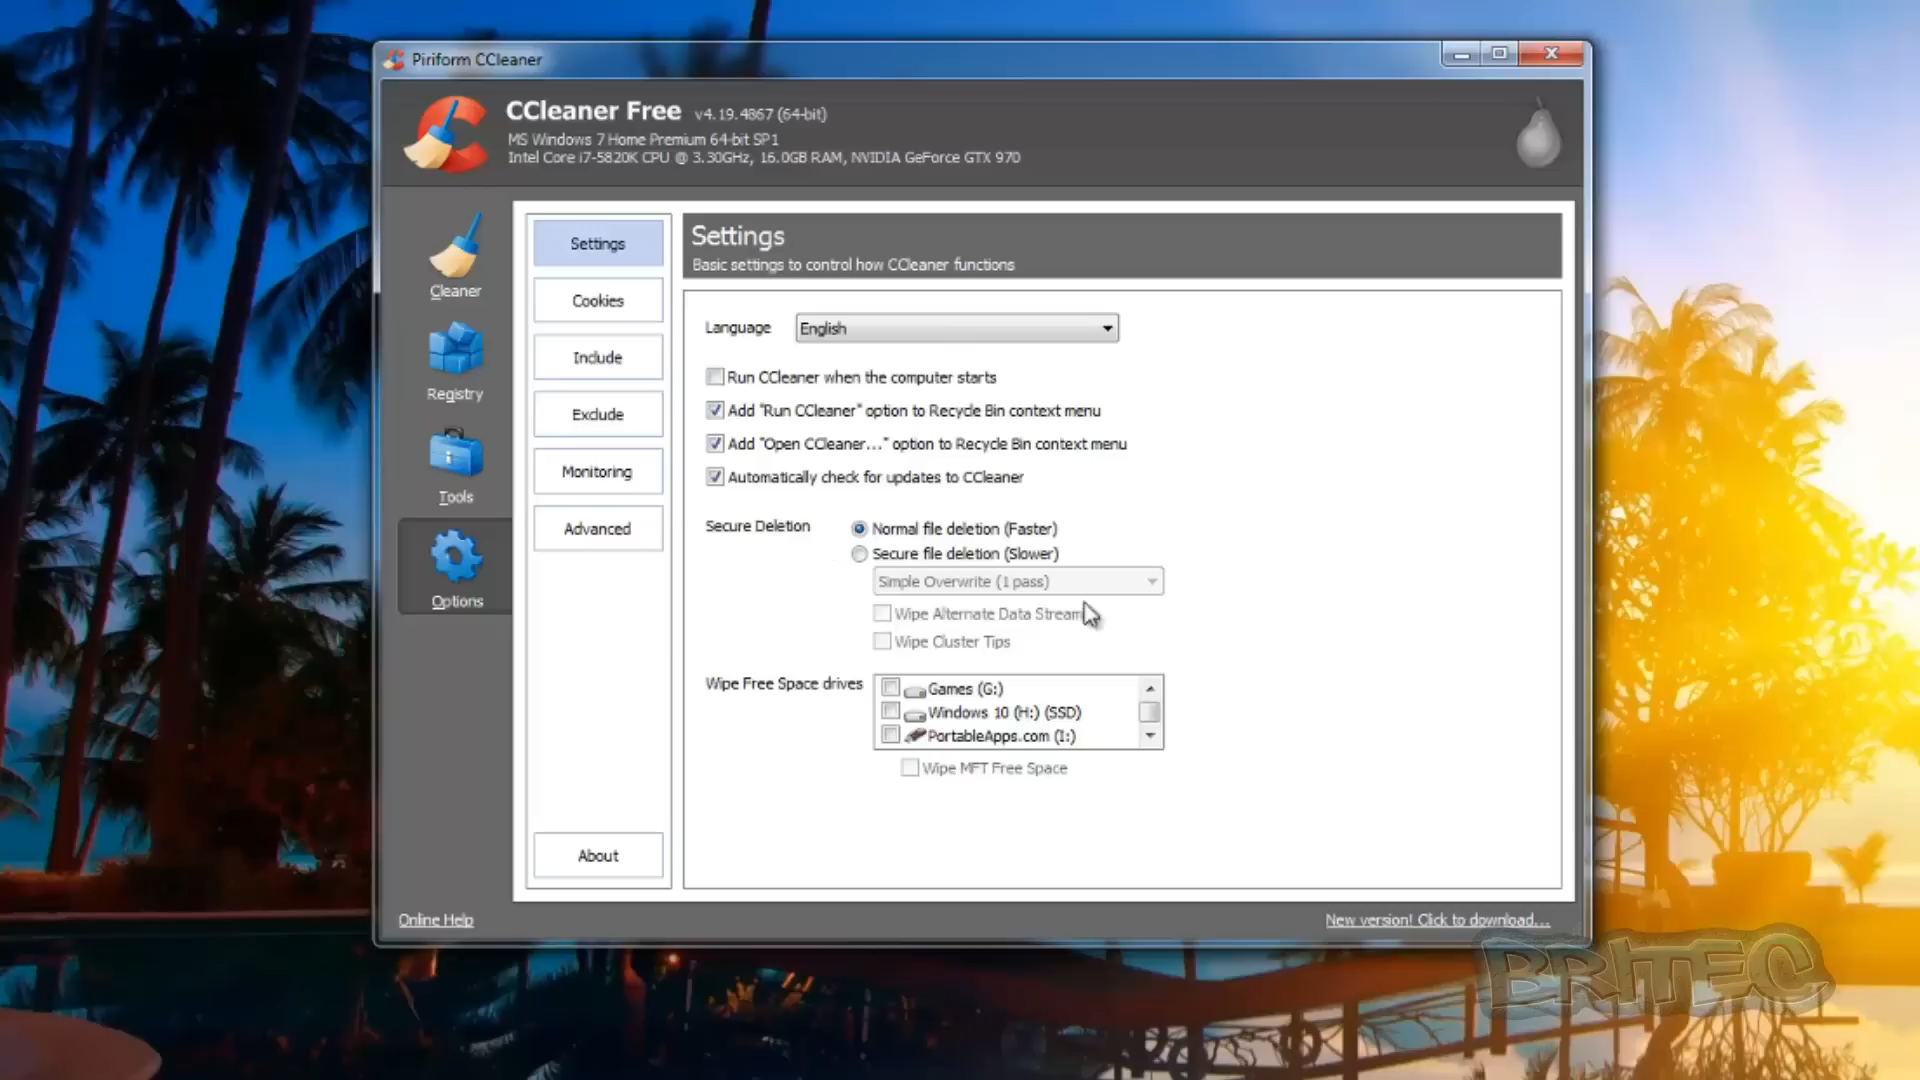 Piriform CCleaner
CCleaner Free v4.19.4867 (64-bit)
MS Windows 7 Home Premium 64-bit SP1
Intel Core i7-5820K CPU @ 3.30GHz, 16.0GB RAM, NVIDIA GeForce GTX 970
Cleaner
Registry
Tools
Options
Settings
Cookies
Include
Exclude
Monitoring
Advanced
About
Settings
Basic settings to control how CCleaner functions
Language English
Run CCleaner when the computer starts
Add "Run CCleaner" option to Recycle Bin context menu
Add "Open CCleaner..." option to Recycle Bin context menu
Automatically check for updates to CCleaner
Secure Deletion Normal file deletion (Faster)
Secure file deletion (Slower)
Simple Overwrite (1 pass)
Wipe Alternate Data Stream
Wipe Cluster Tips
Wipe Free Space drives Games (G:)
Windows 10 (H:) (SSD)
PortableApps.com (I:)
Wipe MFT Free Space
Online Help
New version! Click to download...
BRITEC